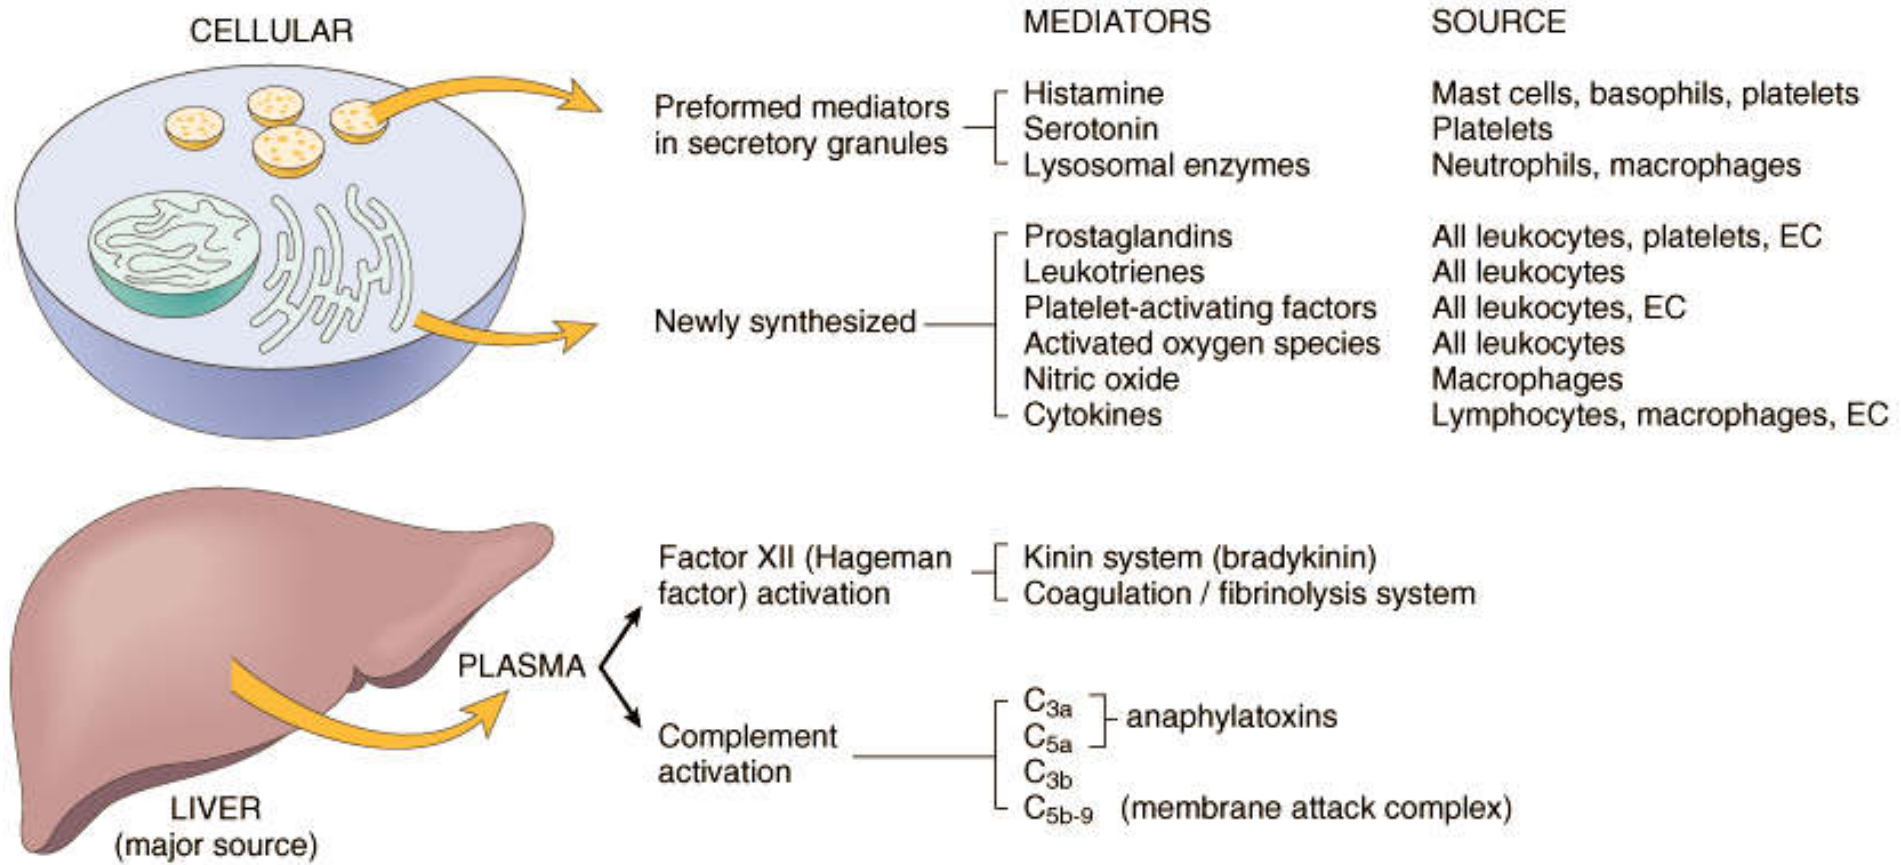 CELLULAR
MEDIATORS
SOURCE
Preformed mediators
in secretory granules
Histamine
Mast cells, basophils, platelets
Serotonin
Platelets
Lysosomal enzymes
Neutrophils, macrophages
Newly synthesized
Prostaglandins
All leukocytes, platelets, EC
Leukotrienes
All leukocytes
Platelet-activating factors
All leukocytes, EC
Activated oxygen species
All leukocytes
Nitric oxide
Macrophages
Cytokines
Lymphocytes, macrophages, EC
LIVER
(major source)
PLASMA
Factor XII (Hageman
factor) activation
Kinin system (bradykinin)
Coagulation / fibrinolysis system
Complement
activation
C3a
C5a
anaphylatoxins
C3b
C5b-9 (membrane attack complex)